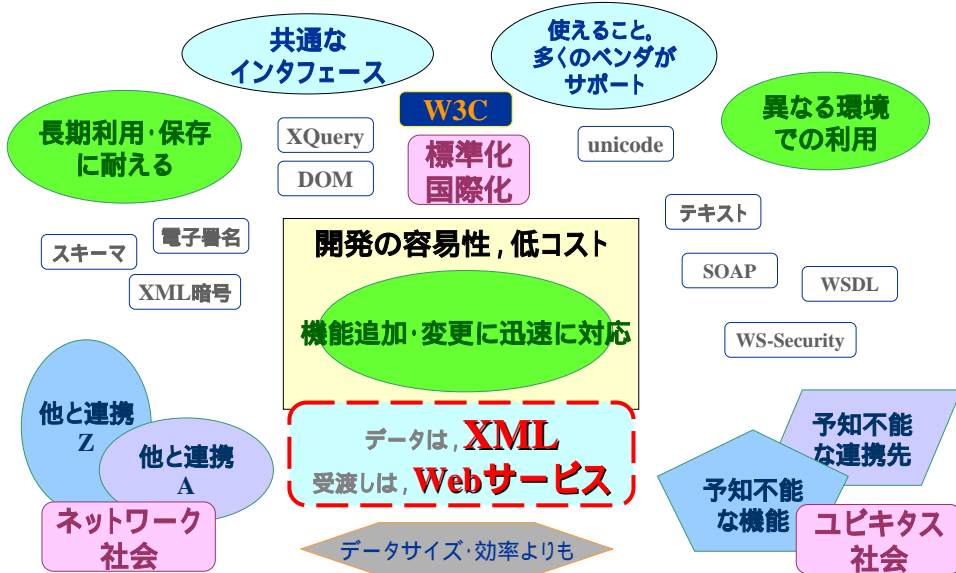 共通な
インタフェース
使えること。
多くのベンダが
サポート
W3C
長期利用・保存
に耐える
XQuery
DOM
標準化
国際化
unicode
異なる環境
での利用
テキスト
スキーマ
電子署名
XML暗号
開発の容易性,低コスト
機能追加・変更に迅速に対応
SOAP
WSDL
WS-Security
他と連携
Z
他と連携
A
ネットワーク
社会
データは,XML
受渡しは,Webサービス
データサイズ・効率よりも
予知不能
な連携先
予知不能
な機能
ユビキタス
社会